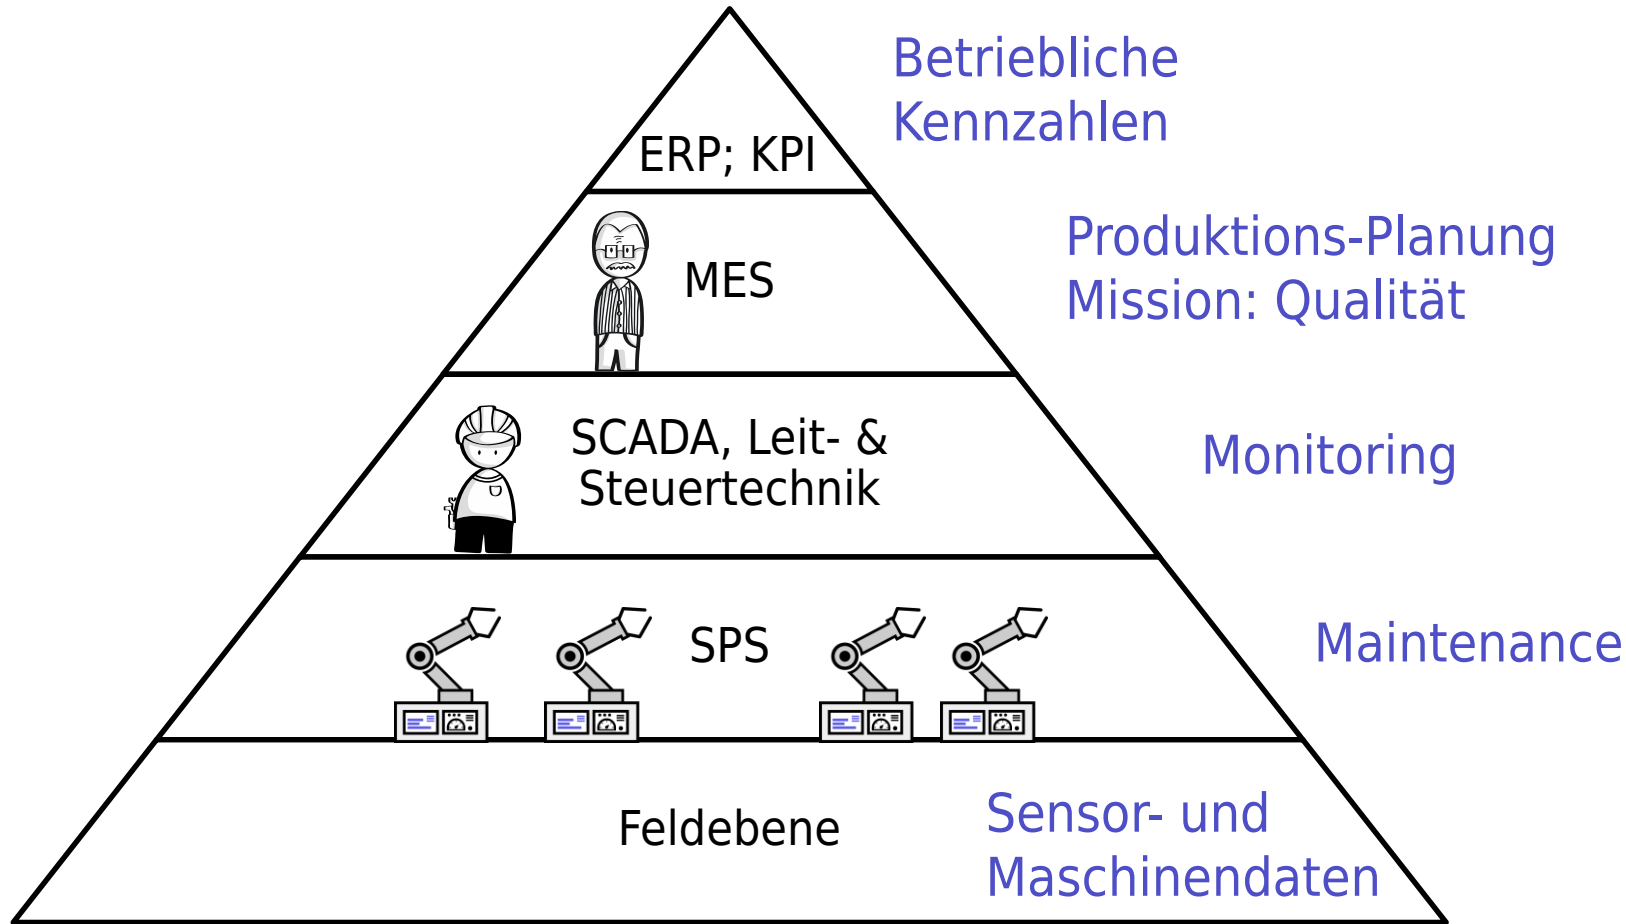 Betriebliche
Kennzahlen
ERP; KPI
Produktions-Planung
Mission: Qualität
MES
SCADA, Leit- &
Steuertechnik
Monitoring
SPS
Maintenance
Feldebene
Sensor- und
Maschinendaten